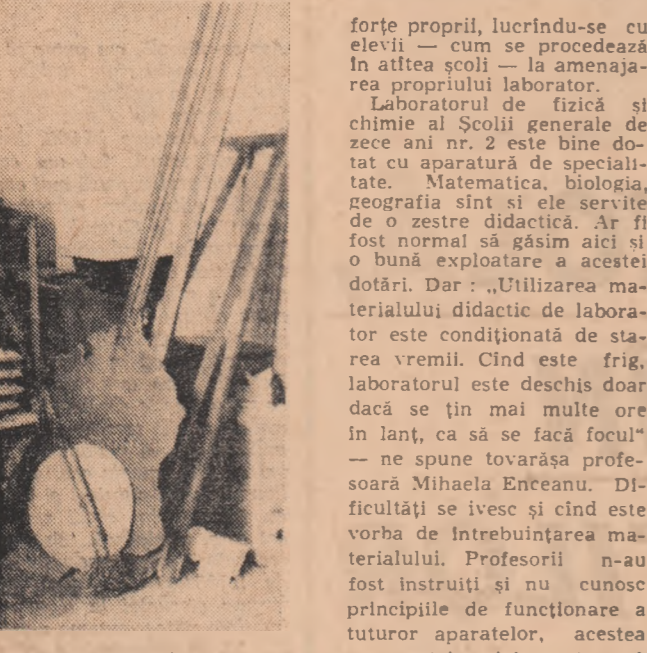 forțe proprii, lucrîndu-se cu
elevii — cum se procedează
în atîtea școli — la amenaja-
rea propriului laborator.
Laboratorul de fizică și
chimie al Școlii generale de
zece ani nr. 2 este bine do-
tat cu aparatură de speciali-
tate. Matematica, biologia,
geografia sînt si ele servite
de o zestre didactică. Ar fi
fost normal să găsim aici și
o bună exploatare a acestei
dotări. Dar : „Utilizarea ma-
terialului didactic de labora-
tor este condiționată de sta-
rea vremii. Cînd este frig,
laboratorul este deschis doar
dacă se țin mai multe ore
în lanț, ca să se facă focul“
— ne spune tovarășa profe-
soară Mihaela Enceanu. Di-
ficultăți se ivesc și cînd este
vorba de întrebuințarea ma-
terialului. Profesorii n-au
fost instruiți și nu cunosc
principiile de funcționare a
tuturor aparatelor, acestea